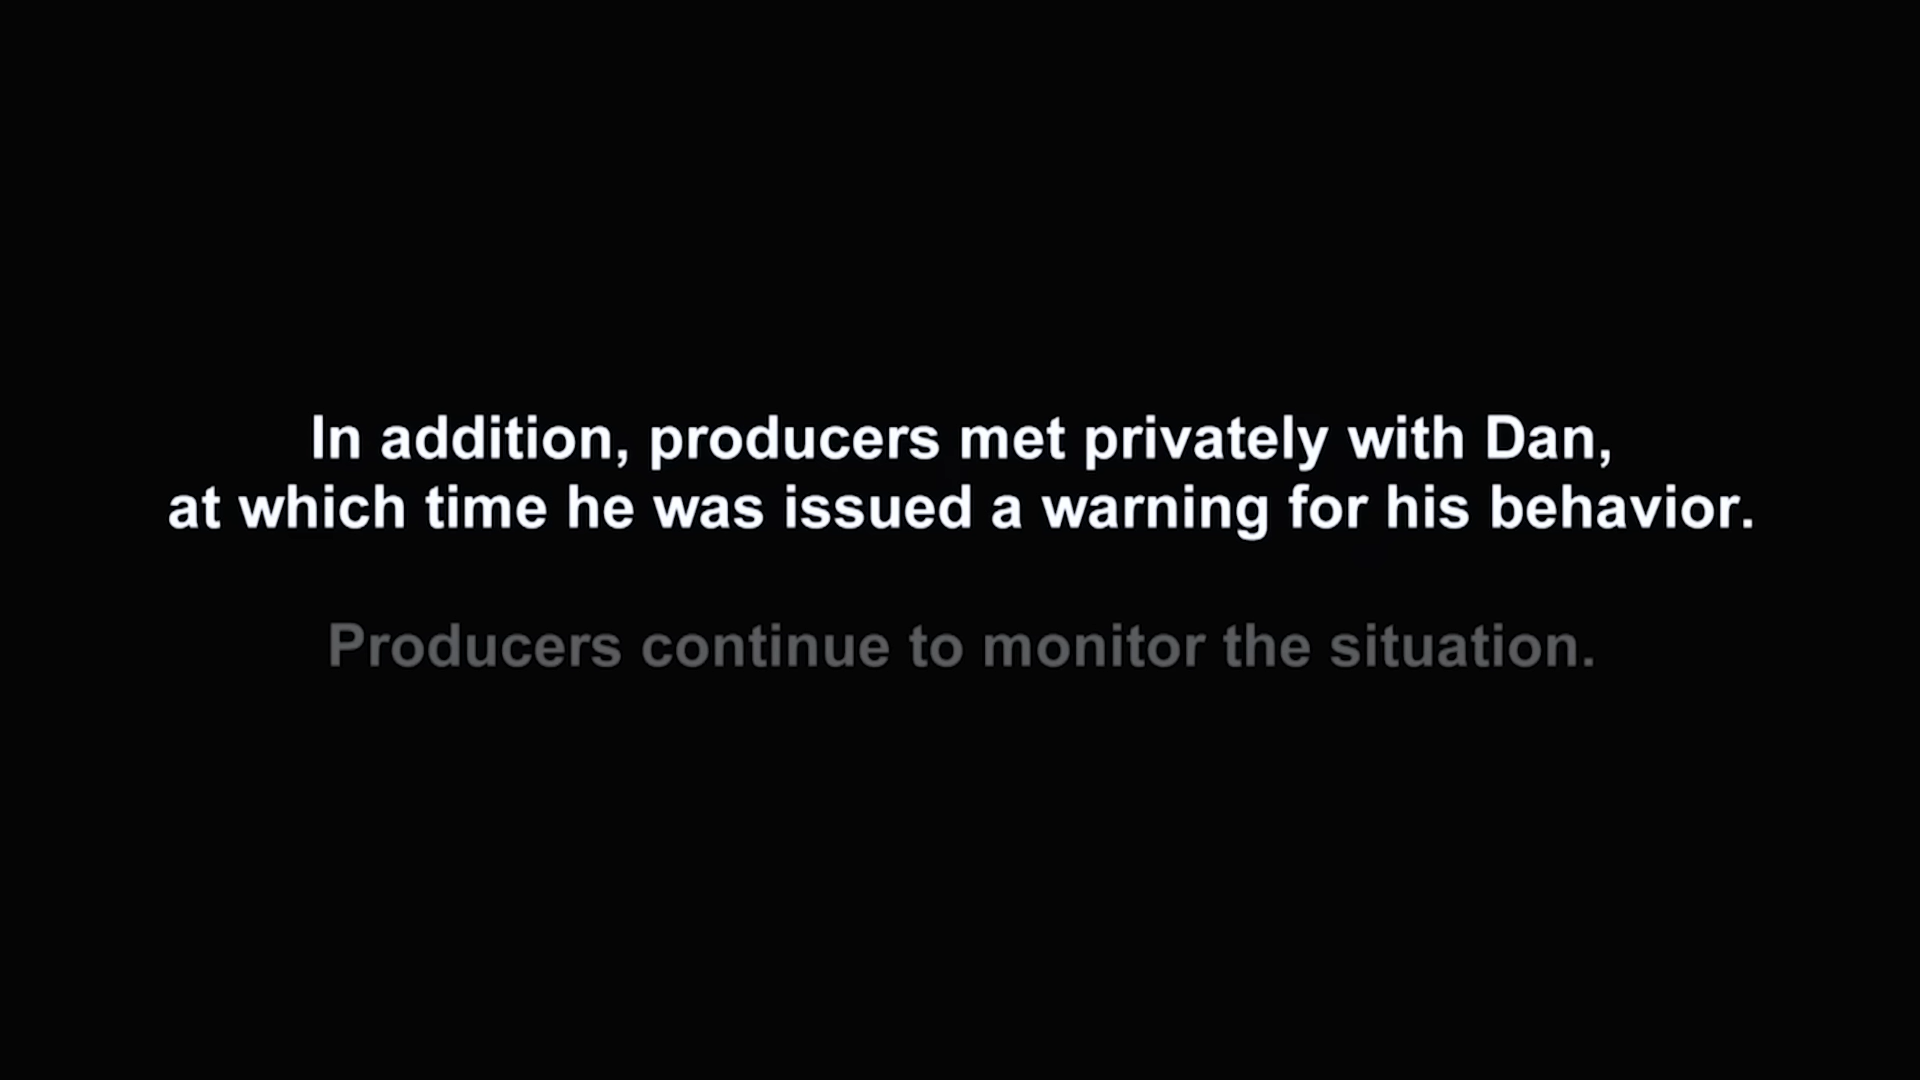 In addition, producers met privately with Dan,
at which time he was issued a warning for his behavior.
Producers continue to monitor the situation.